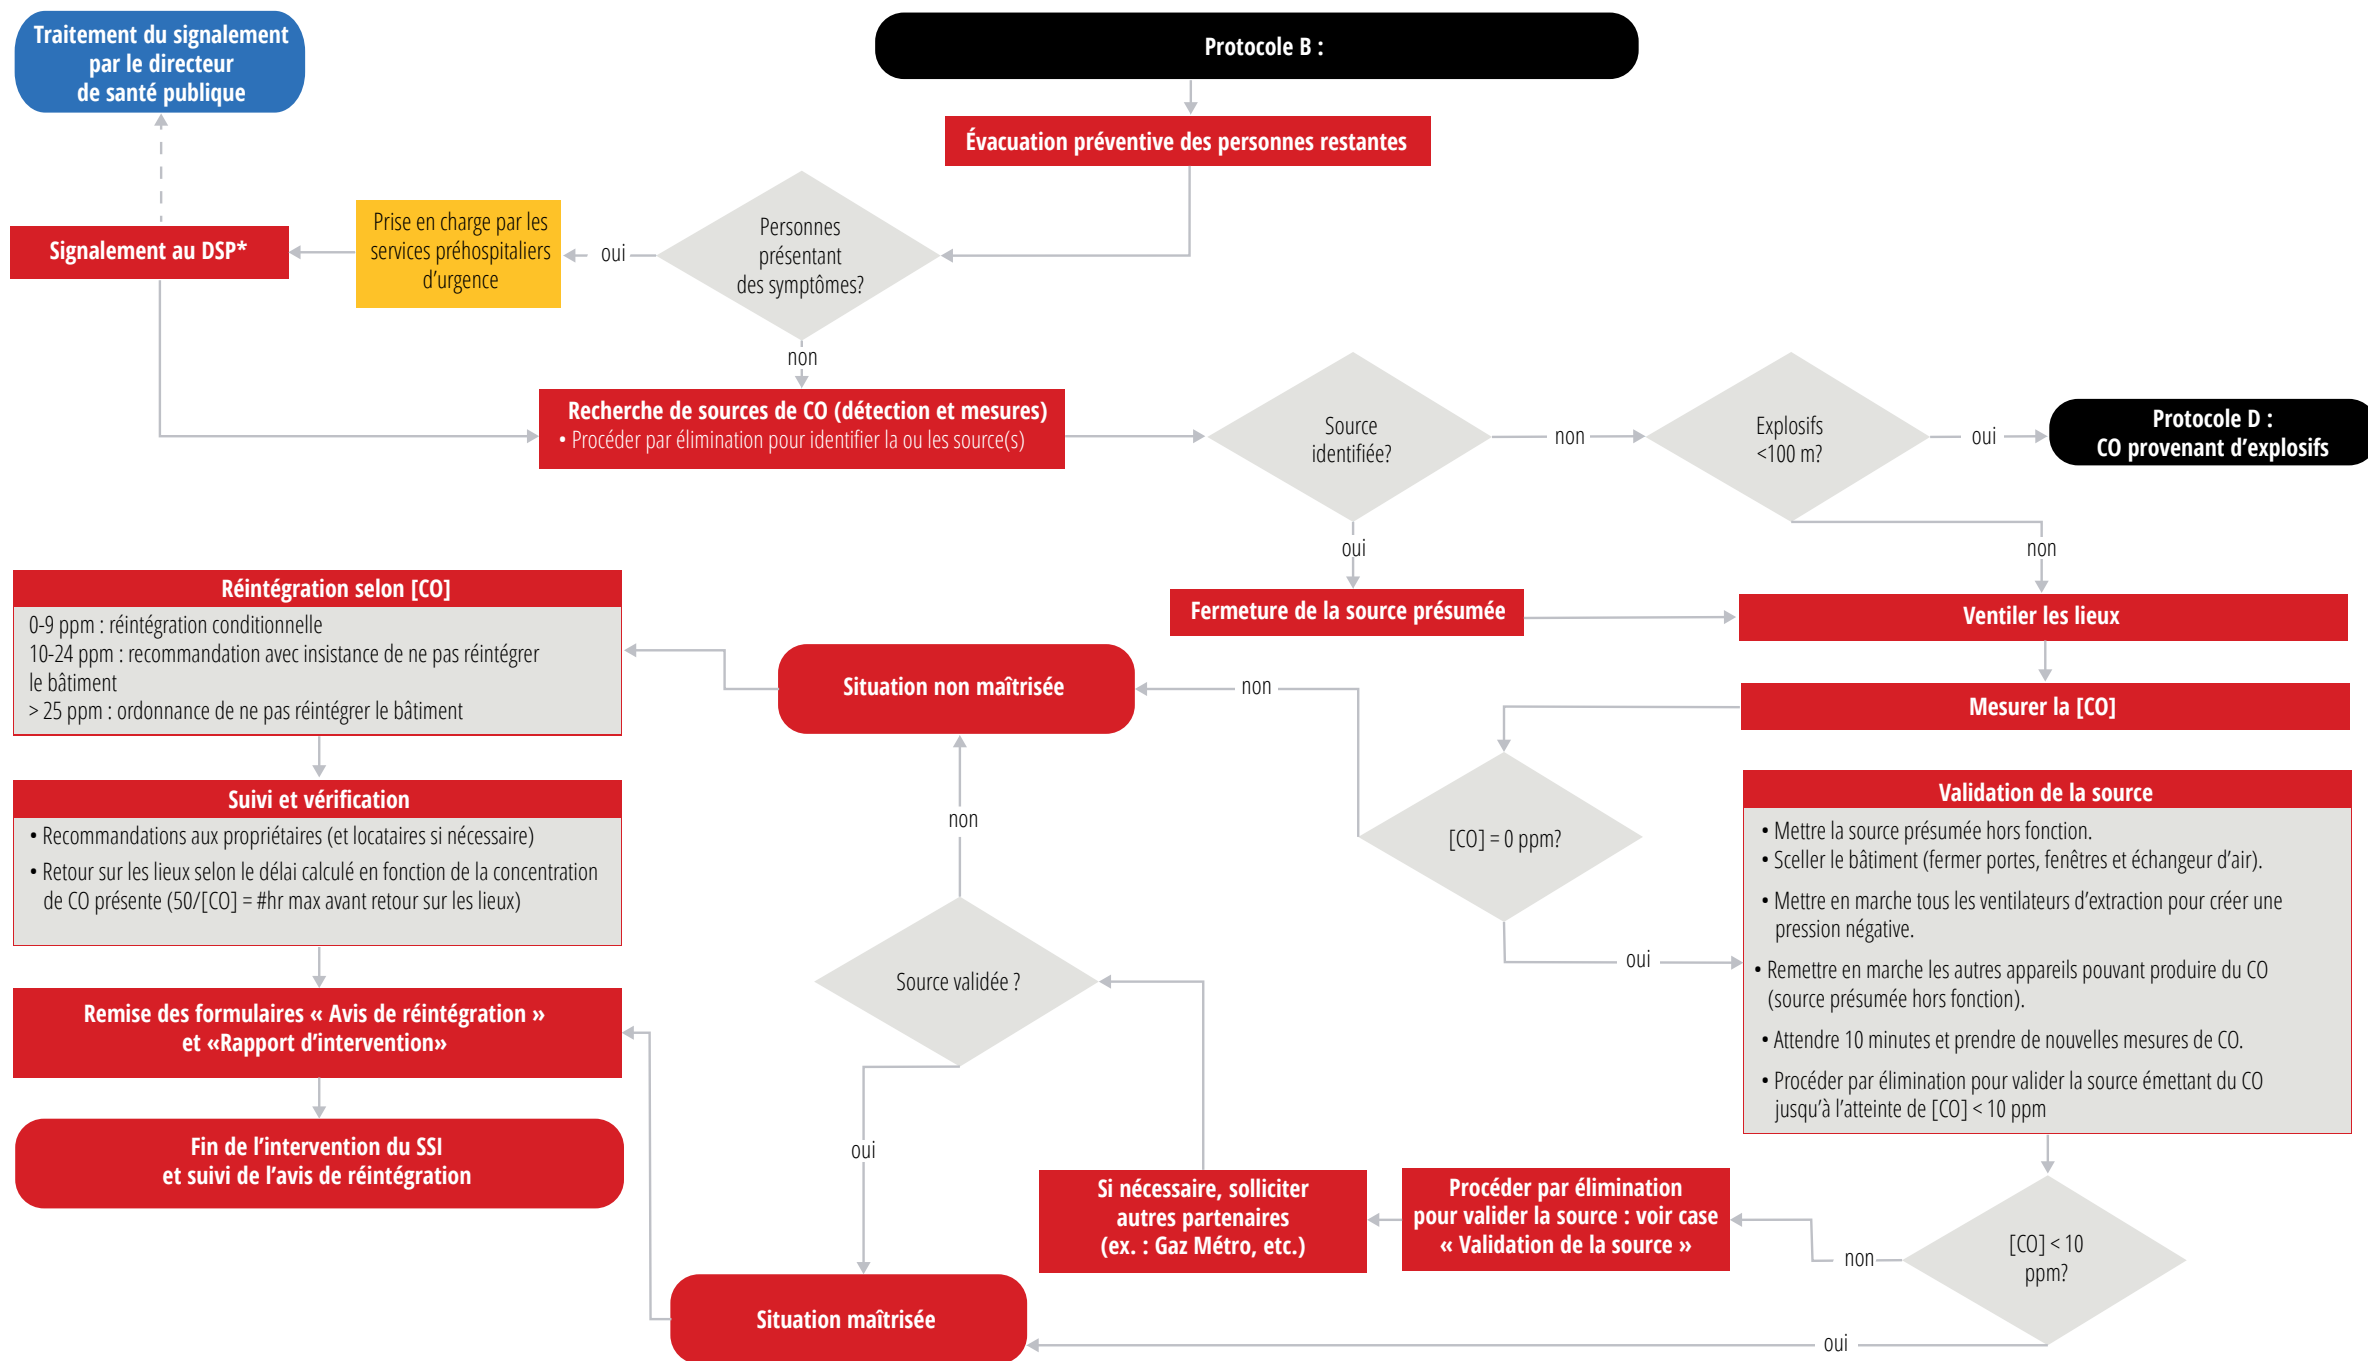 Traitement du signalement
par le directeur
de santé publique
Protocole B :
Évacuation préventive des personnes restantes
Signalement au DSP*
Prise en charge par les
services préhospitaliers
d’urgence
oui
Personnes
présentant
des symptômes?
non
Recherche de sources de CO (détection et mesures)
• Procéder par élimination pour identifier la ou les source(s)
Source
identifiée?
non
Explosifs
<100 m?
oui
Protocole D :
CO provenant d’explosifs
oui
non
Fermeture de la source présumée
Ventiler les lieux
Mesurer la [CO]
Réintégration selon [CO]
0-9 ppm : réintégration conditionnelle
10-24 ppm : recommandation avec insistance de ne pas réintégrer
le bâtiment
> 25 ppm : ordonnance de ne pas réintégrer le bâtiment
Situation non maîtrisée
non
[CO] = 0 ppm?
oui
Validation de la source
• Mettre la source présumée hors fonction.
• Sceller le bâtiment (fermer portes, fenêtres et échangeur d’air).
• Mettre en marche tous les ventilateurs d’extraction pour créer une
pression négative.
• Remettre en marche les autres appareils pouvant produire du CO
(source présumée hors fonction).
• Attendre 10 minutes et prendre de nouvelles mesures de CO.
• Procéder par élimination pour valider la source émettant du CO
jusqu’à l’atteinte de [CO] < 10 ppm
Suivi et vérification
• Recommandations aux propriétaires (et locataires si nécessaire)
• Retour sur les lieux selon le délai calculé en fonction de la concentration
de CO présente (50/[CO] = #hr max avant retour sur les lieux)
non
Source validée ?
oui
Remise des formulaires « Avis de réintégration »
et «Rapport d’intervention»
Fin de l’intervention du SSI
et suivi de l’avis de réintégration
Si nécessaire, solliciter
autres partenaires
(ex. : Gaz Métro, etc.)
Procéder par élimination
pour valider la source : voir case
« Validation de la source »
non
[CO] < 10
ppm?
Situation maîtrisée
oui